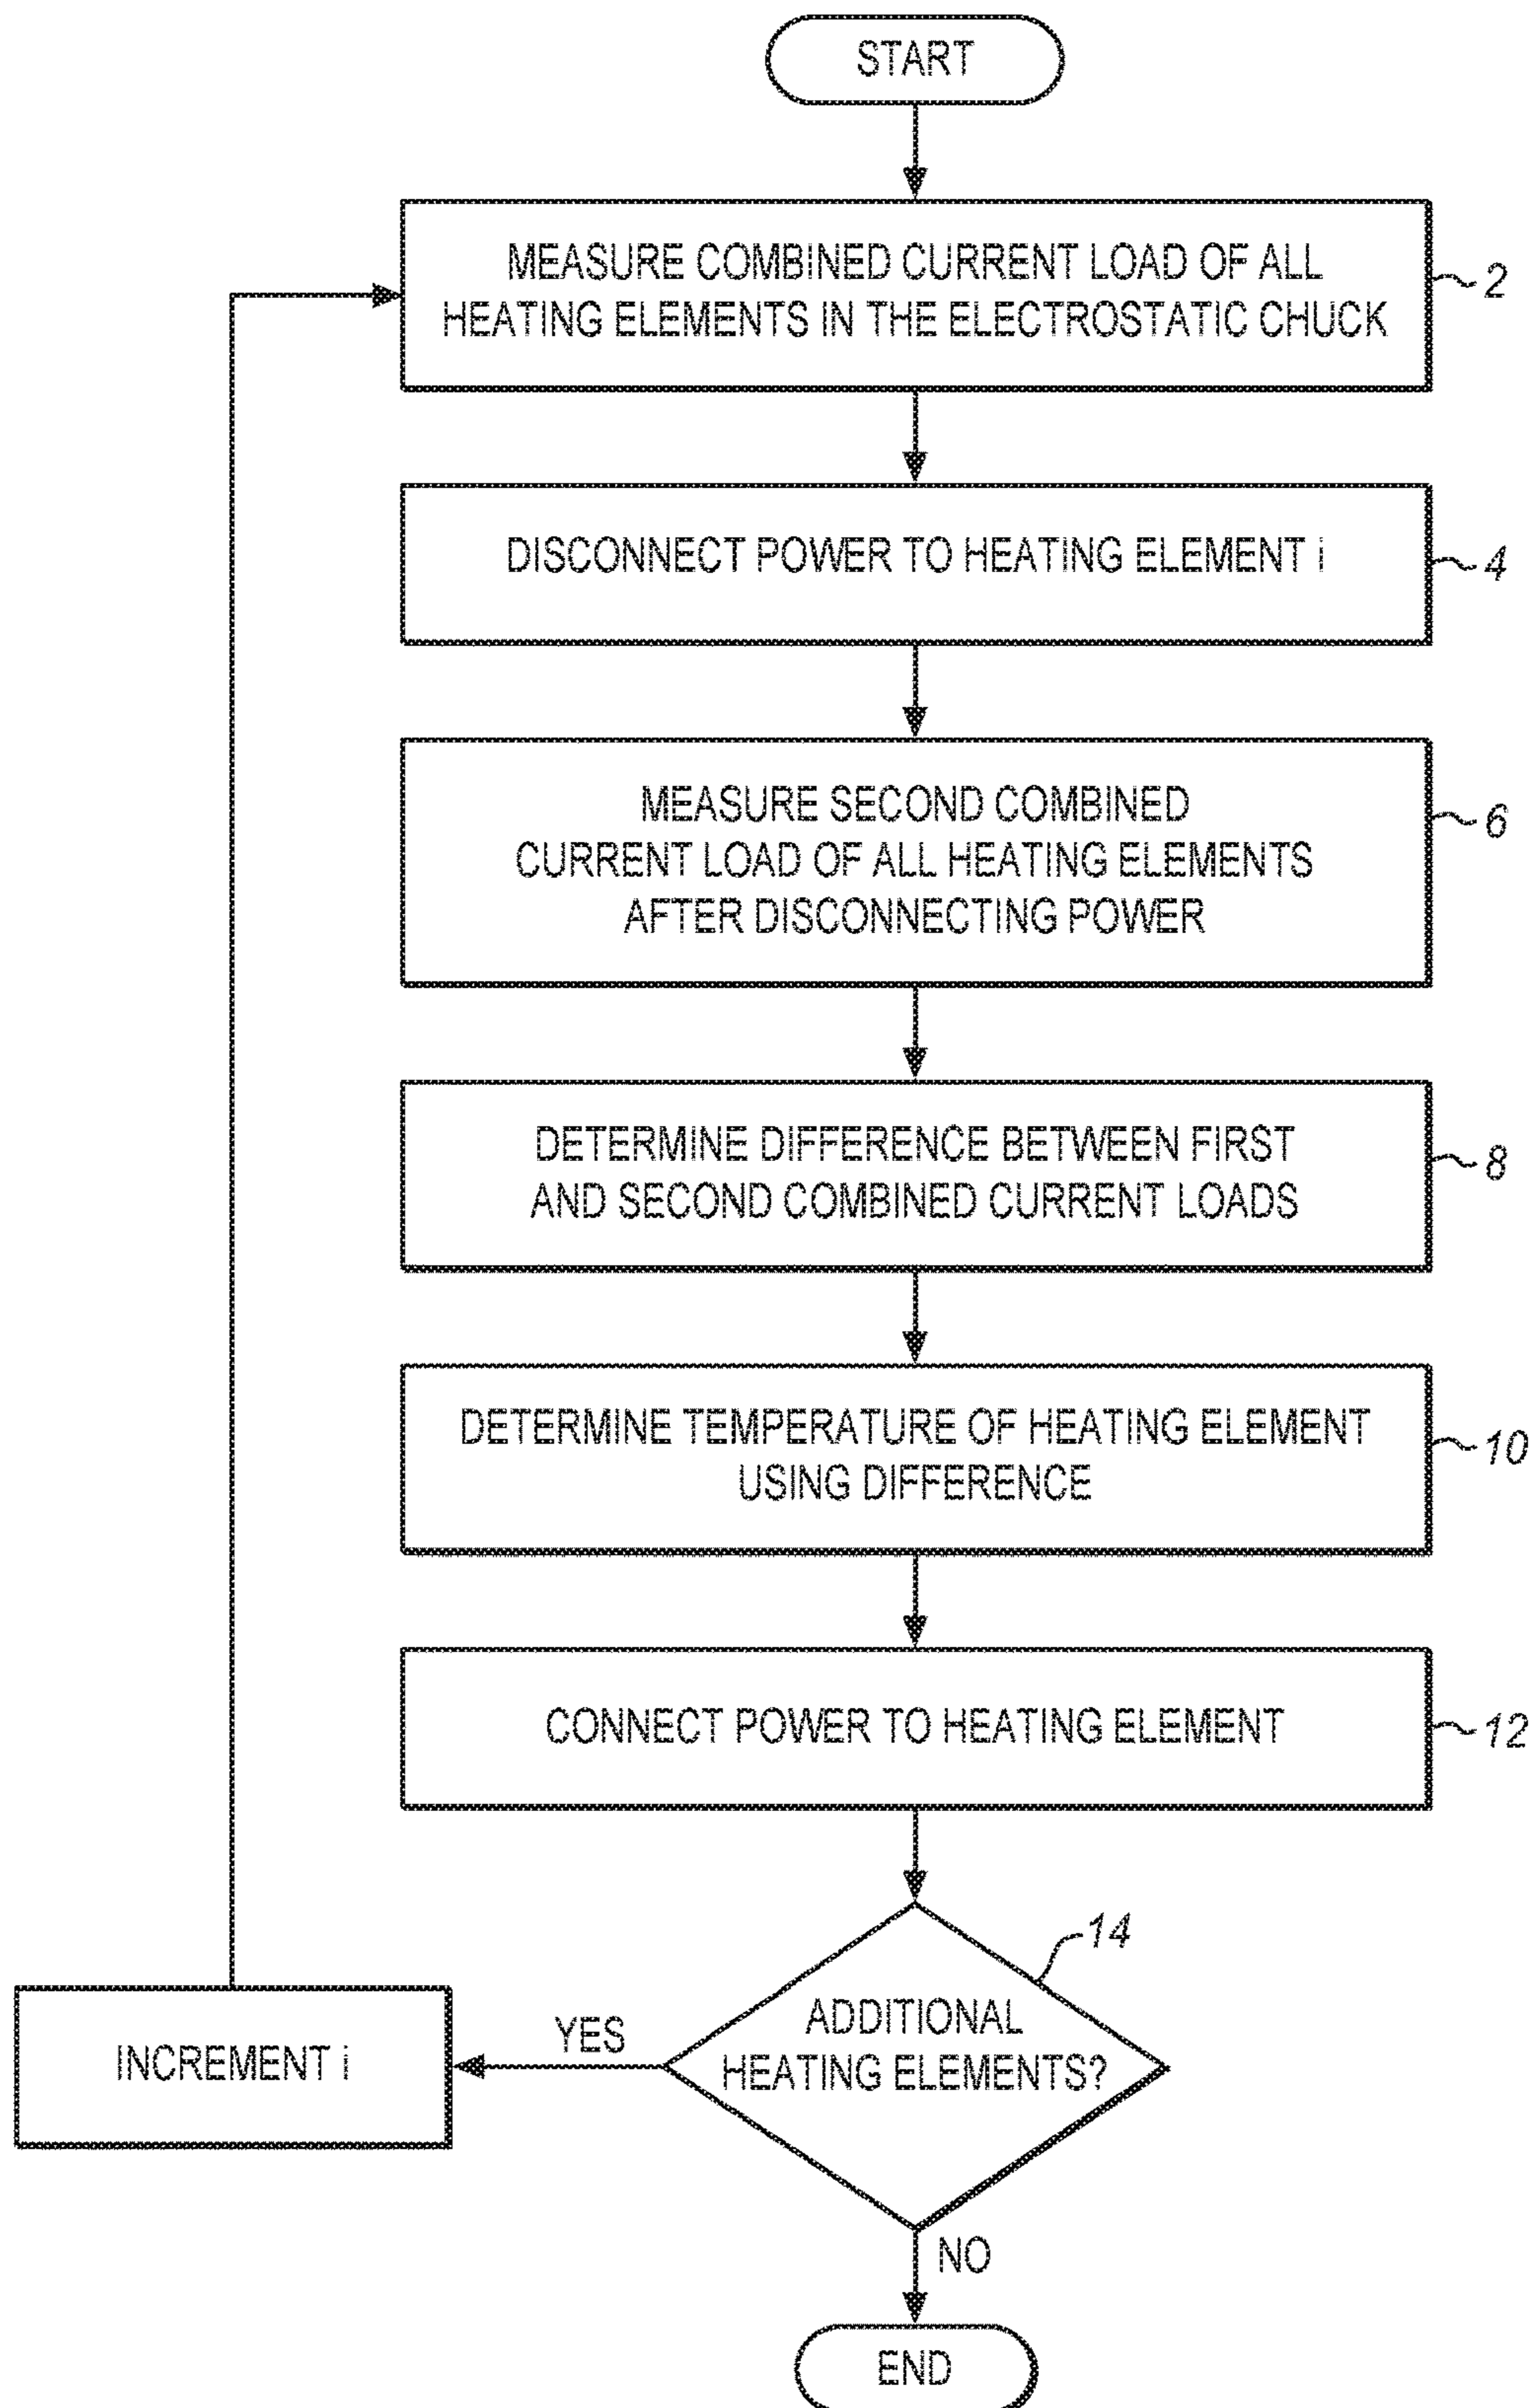 START
MEASURE COMBINED CURRENT LOAD OF ALL
HEATING ELEMENTS IN THE ELECTROSTATIC CHUCK
2
DISCONNECT POWER TO HEATING ELEMENT i
4
MEASURE SECOND COMBINED
CURRENT LOAD OF ALL HEATING ELEMENTS
AFTER DISCONNECTING POWER
6
DETERMINE DIFFERENCE BETWEEN FIRST
AND SECOND COMBINED CURRENT LOADS
8
DETERMINE TEMPERATURE OF HEATING ELEMENT
USING DIFFERENCE
10
CONNECT POWER TO HEATING ELEMENT
12
14
ADDITIONAL
HEATING ELEMENTS?
YES
INCREMENT i
NO
END